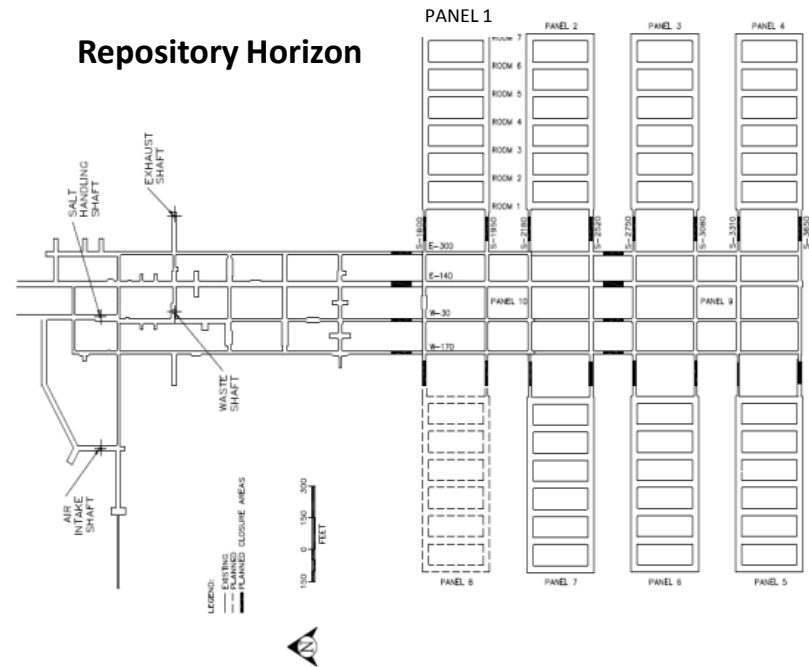 PANEL 1
Repository Horizon
PANEL 2
PANEL 3
PANEL 4
ROOM 7
ROOM 6
ROOM 5
ROOM 4
ROOM 3
ROOM 2
ROOM 1
SALT
HANDLING
SHAFT
EXHAUST
SHAFT
S-1600
S-1950
S-2180
S-2520
S-2750
S-3080
S-3310
S-3650
E-300
E-140
PANEL 10
PANEL 9
W-30
W-170
WASTE
SHAFT
AIR
INTAKE
SHAFT
LEGEND:
EXISTING
PLANNED
PLANNED CLOSURE AREAS
300
150
0
150
FEET
PANEL 8
PANEL 7
PANEL 6
PANEL 5
N